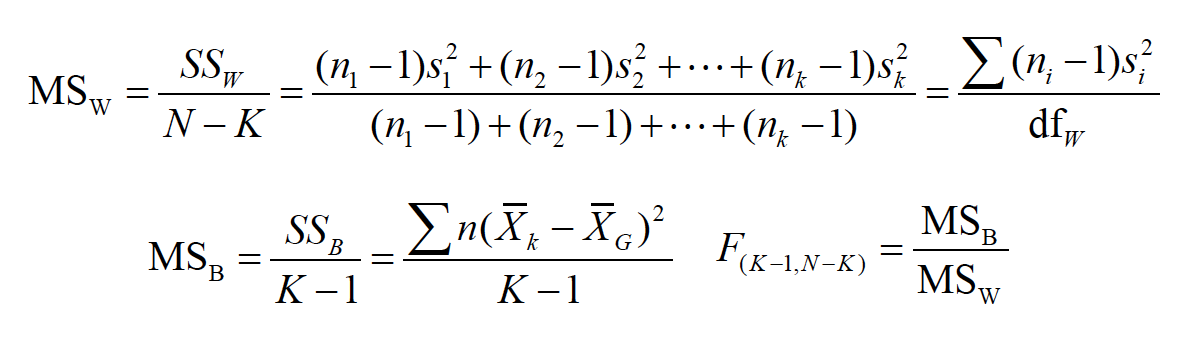 MS_W = SS_W / (N − K) = ((n_1 −1)s_1^2 + (n_2 −1)s_2^2 + ⋯ + (n_k −1)s_k^2) / ((n_1 −1) + (n_2 −1) + ⋯ + (n_k −1)) = ∑(n_i −1)s_i^2 / df_W
MS_B = SS_B / (K −1) = ∑n(X̄_k − X̄_G)^2 / (K −1) F_(K−1,N−K) = MS_B / MS_W